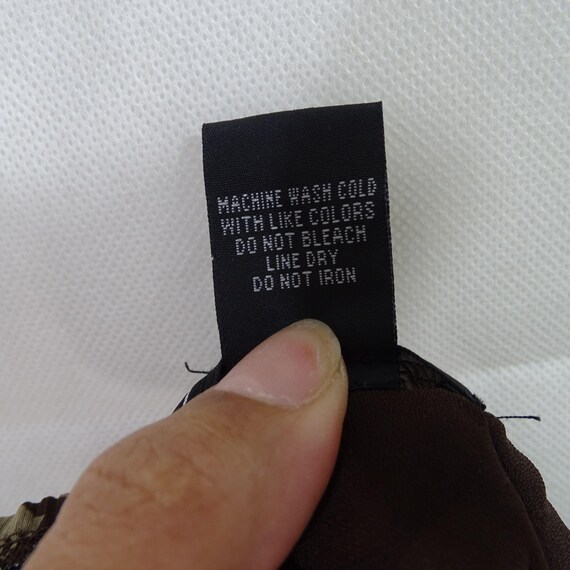 MACHINE WASH COLD
WITH LIKE COLORS
DO NOT BLEACH
LINE DRY
DO NOT IRON